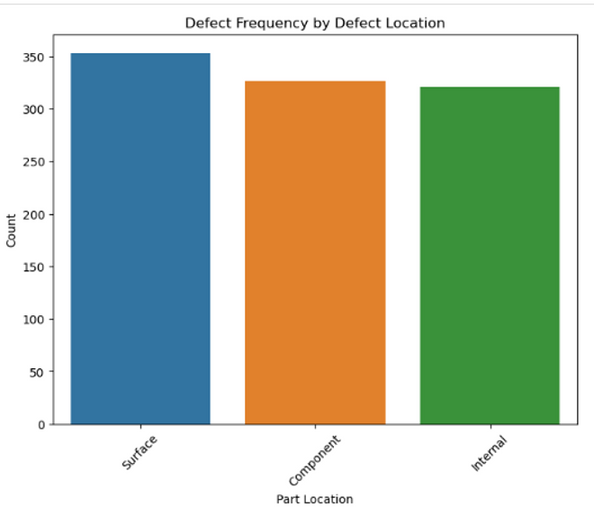 Defect Frequency by Defect Location
Count
350
300
250
200
150
100
50
0
Surface
Component
Internal
Part Location